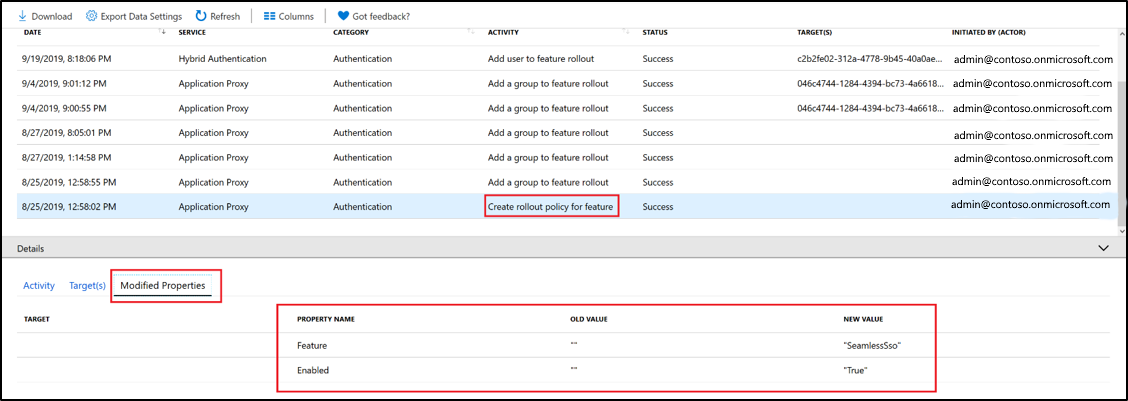 Download Export Data Settings Refresh Columns Got feedback?
DATE SERVICE CATEGORY ACTIVITY STATUS TARGET(S) INITIATED BY (ACTOR)
9/19/2019, 8:18:06 PM Hybrid Authentication Authentication Add user to feature rollout Success c2b2fe02-312a-4778-9b45-40a0ae... admin@contoso.onmicrosoft.com
9/4/2019, 9:01:12 PM Application Proxy Authentication Add a group to feature rollout Success 046c4744-1284-4394-bc73-4a6618... admin@contoso.onmicrosoft.com
9/4/2019, 9:00:55 PM Application Proxy Authentication Add a group to feature rollout Success 046c4744-1284-4394-bc73-4a6618... admin@contoso.onmicrosoft.com
8/27/2019, 8:05:01 PM Application Proxy Authentication Add a group to feature rollout Success admin@contoso.onmicrosoft.com
8/27/2019, 1:14:58 PM Application Proxy Authentication Add a group to feature rollout Success admin@contoso.onmicrosoft.com
8/25/2019, 12:58:55 PM Application Proxy Authentication Add a group to feature rollout Success admin@contoso.onmicrosoft.com
8/25/2019, 12:58:02 PM Application Proxy Authentication Create rollout policy for feature Success admin@contoso.onmicrosoft.com
Details
Activity Target(s) Modified Properties
TARGET PROPERTY NAME OLD VALUE NEW VALUE
Feature "" "SeamlessSso"
Enabled "" "True"